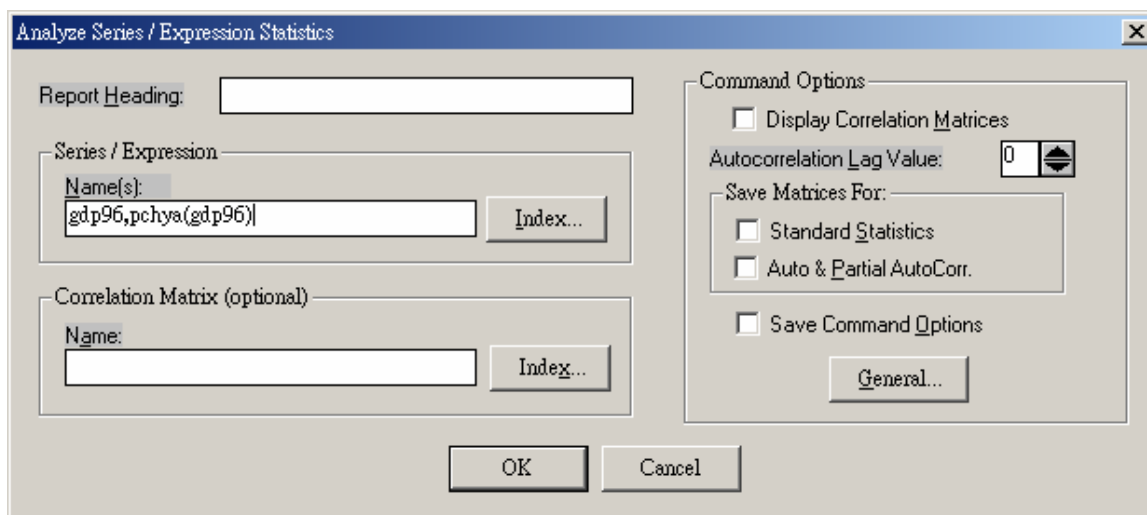 Analyze Series / Expression Statistics
Report Heading:
Series / Expression
Name(s):
gdp96,pchya(gdp96)
Index...
Correlation Matrix (optional)
Name:
Index...
Command Options
Display Correlation Matrices
Autocorrelation Lag Value:
0
Save Matrices For:
Standard Statistics
Auto & Partial AutoCorr.
Save Command Options
General...
OK
Cancel